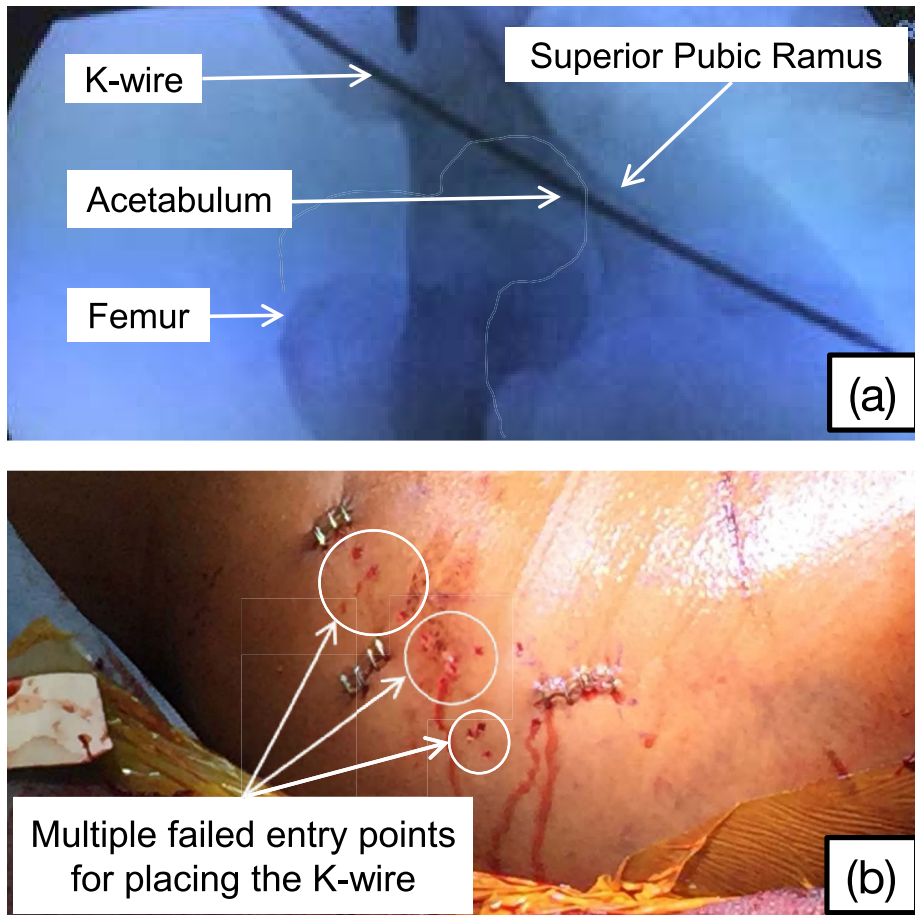 K-wire
Superior Pubic Ramus
Acetabulum
Femur
(a)
Multiple failed entry points
for placing the K-wire
(b)